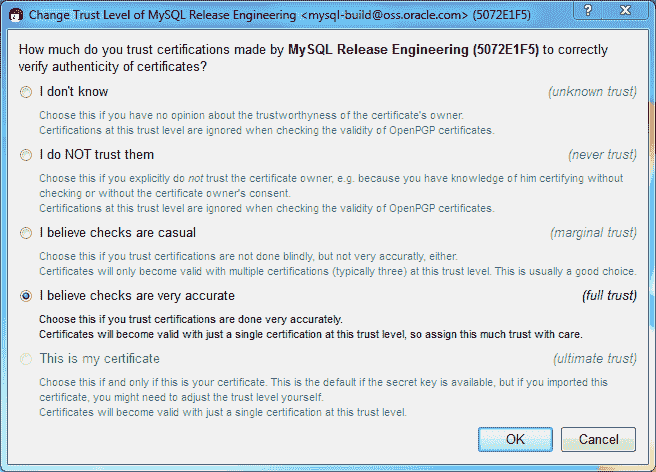 Change Trust Level of MySQL Release Engineering <mysql-build@oss.oracle.com> (5072E1F5)
How much do you trust certifications made by MySQL Release Engineering (5072E1F5) to correctly
verify authenticity of certificates?
I don't know (unknown trust)
Choose this if you have no opinion about the trustworthyness of the certificate's owner.
Certifications at this trust level are ignored when checking the validity of OpenPGP certificates.
I do NOT trust them (never trust)
Choose this if you explicitly do not trust the certificate owner, e.g. because you have knowledge of him certifying without
checking or without the certificate owner's consent.
Certifications at this trust level are ignored when checking the validity of OpenPGP certificates.
I believe checks are casual (marginal trust)
Choose this if you trust certifications are not done blindly, but not very accuratly, either.
Certificates will only become valid with multiple certifications (typically three) at this trust level. This is usually a good choice.
I believe checks are very accurate (full trust)
Choose this if you trust certifications are done very accurately.
Certificates will become valid with just a single certification at this trust level, so assign this much trust with care.
This is my certificate (ultimate trust)
Choose this if and only if this is your certificate. This is the default if the secret key is available, but if you imported this
certificate, you might need to adjust the trust level yourself.
Certificates will become valid with just a single certification at this trust level.
OK Cancel